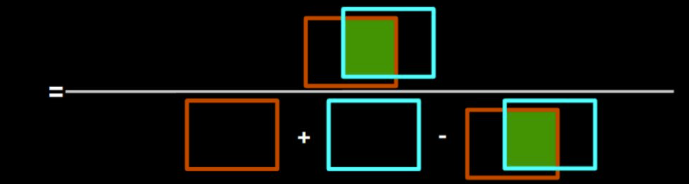 =
+ -